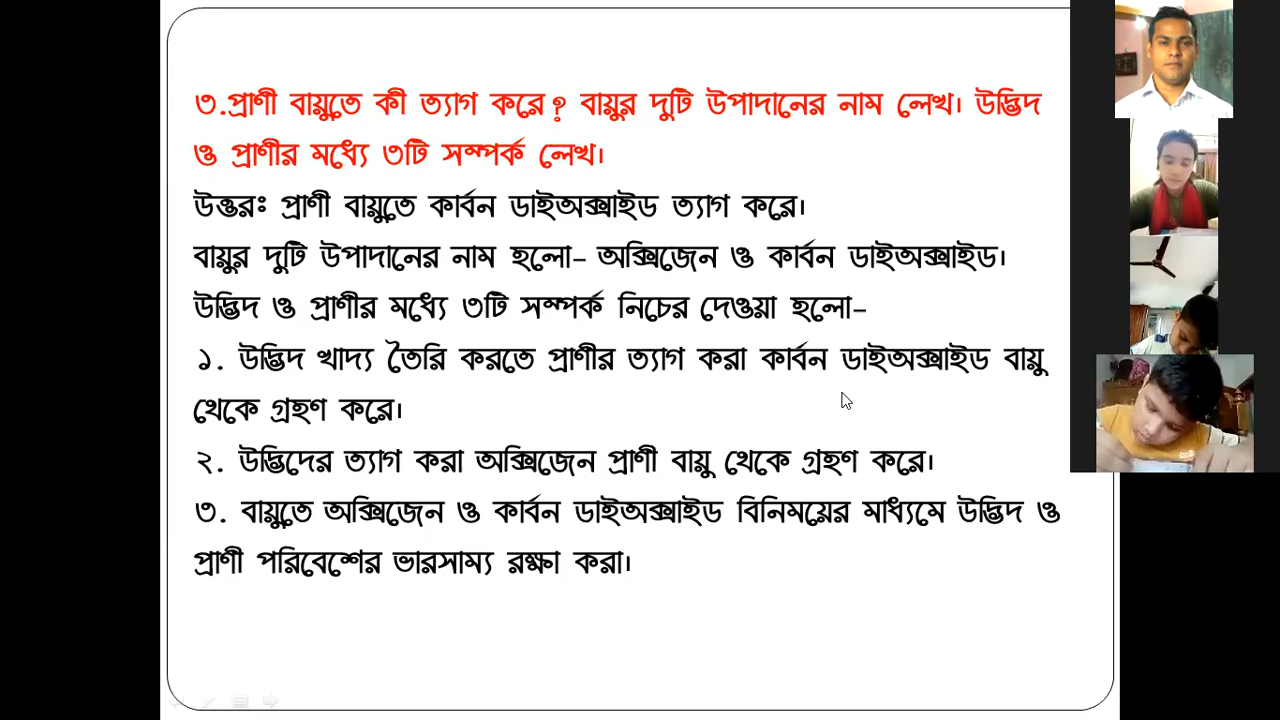 ৩.প্রাণী বায়ুতে কী ত্যাগ করে? বায়ুর দুটি উপাদানের নাম লেখ। উদ্ভিদ
ও প্রাণীর মধ্যে ৩টি সম্পর্ক লেখ।
উত্তরঃ প্রাণী বায়ুতে কার্বন ডাইঅক্সাইড ত্যাগ করে।
বায়ুর দুটি উপাদানের নাম হলো- অক্সিজেন ও কার্বন ডাইঅক্সাইড।
উদ্ভিদ ও প্রাণীর মধ্যে ৩টি সম্পর্ক নিচের দেওয়া হলো-
১. উদ্ভিদ খাদ্য তৈরি করতে প্রাণীর ত্যাগ করা কার্বন ডাইঅক্সাইড বায়ু
থেকে গ্রহণ করে।
২. উদ্ভিদের ত্যাগ করা অক্সিজেন প্রাণী বায়ু থেকে গ্রহণ করে।
৩. বায়ুতে অক্সিজেন ও কার্বন ডাইঅক্সাইড বিনিময়ের মাধ্যমে উদ্ভিদ ও
প্রাণী পরিবেশের ভারসাম্য রক্ষা করা।